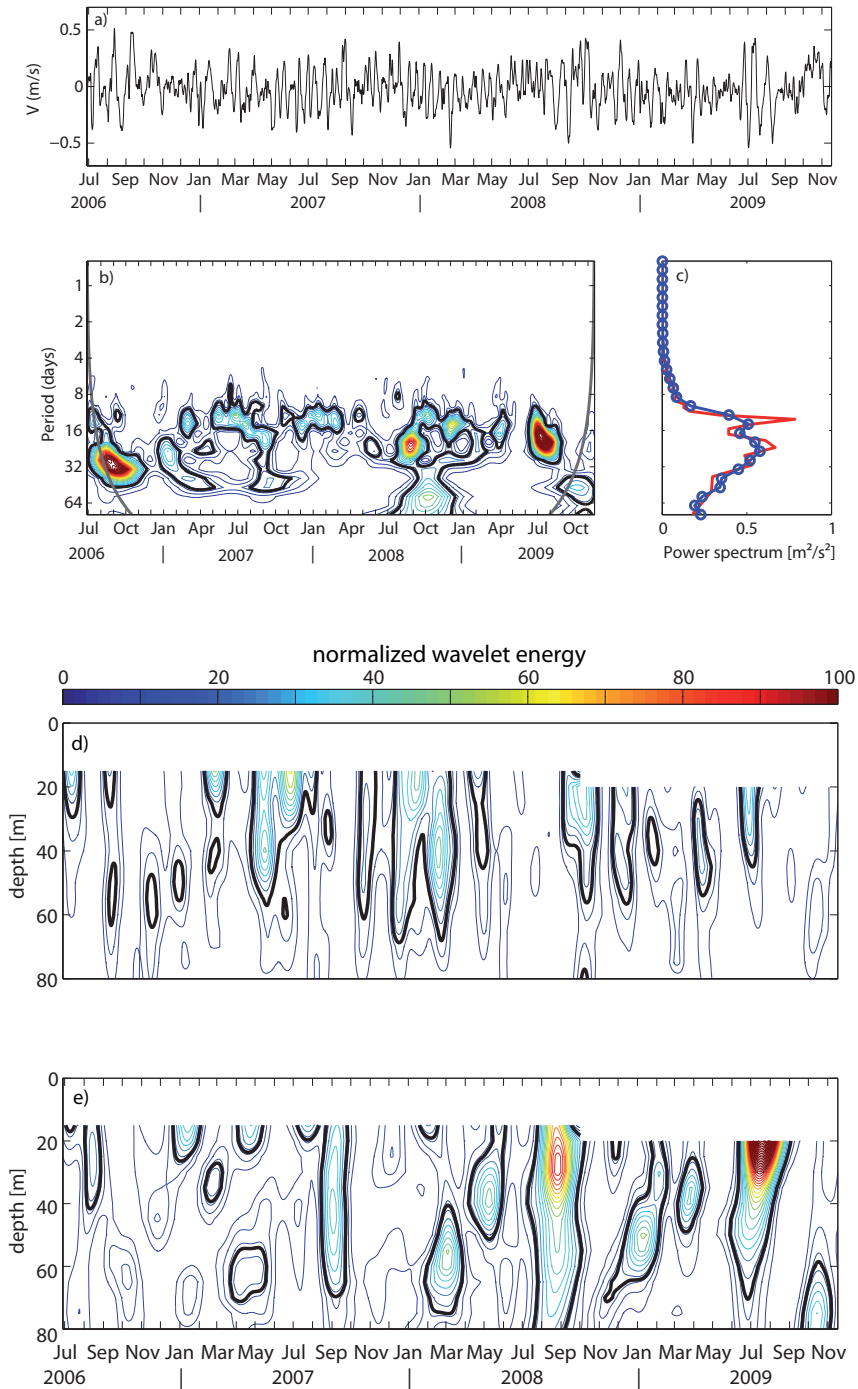 a)
0.5
0
−0.5
V (m/s)
Jul Sep Nov Jan Mar May Jul Sep Nov Jan Mar May Jul Sep Nov Jan Mar May Jul Sep Nov
2006 | 2007 | 2008 | 2009
b)
1
2
4
8
16
32
64
Period (days)
Jul Oct Jan Apr Jul Oct Jan Apr Jul Oct Jan Apr Jul Oct
2006 | 2007 | 2008 | 2009
c)
0 0.5 1
Power spectrum [m²/s²]
normalized wavelet energy
0 20 40 60 80 100
d)
0
20
40
60
80
depth [m]
e)
0
20
40
60
80
depth [m]
Jul Sep Nov Jan Mar May Jul Sep Nov Jan Mar May Jul Sep Nov Jan Mar May Jul Sep Nov
2006 | 2007 | 2008 | 2009